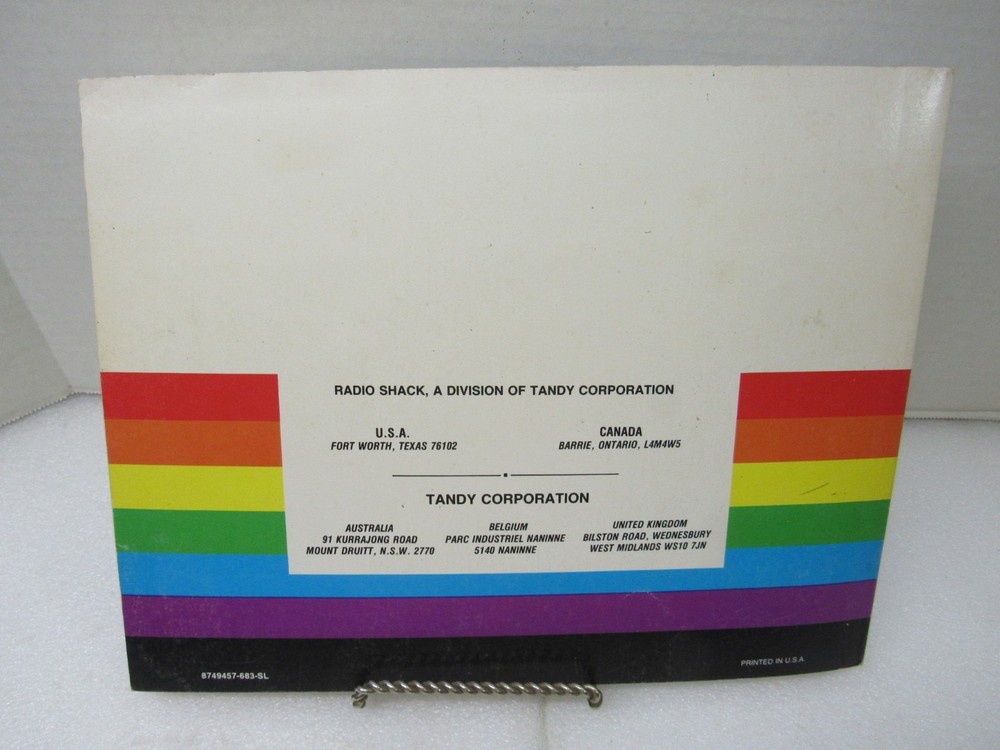 RADIO SHACK, A DIVISION OF TANDY CORPORATION
U.S.A.
FORT WORTH, TEXAS 76102
CANADA
BARRIE, ONTARIO, L4M4W5
TANDY CORPORATION
AUSTRALIA
91 KURRAJONG ROAD
MOUNT DRUITT, N.S.W. 2770
BELGIUM
PARC INDUSTRIEL NANINNE
5140 NANINNE
UNITED KINGDOM
BILSTON ROAD, WEDNESBURY
WEST MIDLANDS WS10 7JN
8749457-683-SL
PRINTED IN U.S.A.